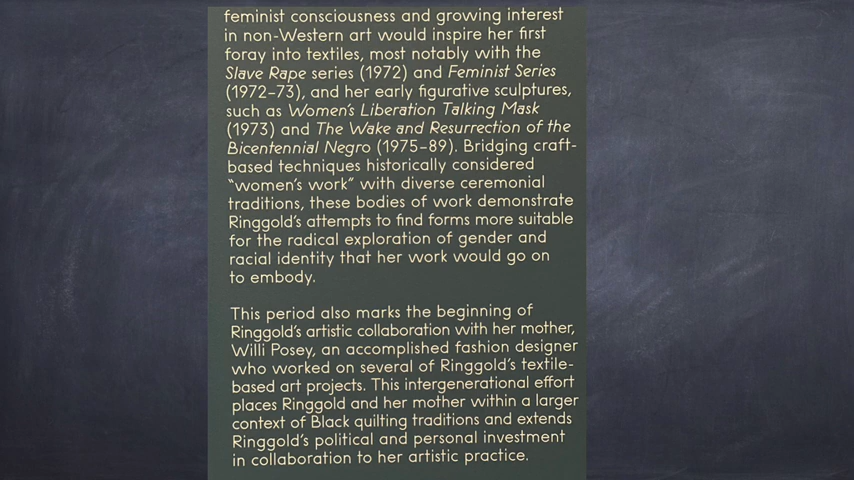 feminist consciousness and growing interest
in non-Western art would inspire her first
foray into textiles, most notably with the
Slave Rape series (1972) and Feminist Series
(1972–73), and her early figurative sculptures,
such as Women's Liberation Talking Mask
(1973) and The Wake and Resurrection of the
Bicentennial Negro (1975–89). Bridging craft-
based techniques historically considered
"women's work" with diverse ceremonial
traditions, these bodies of work demonstrate
Ringgold's attempts to find forms more suitable
for the radical exploration of gender and
racial identity that her work would go on
to embody.
This period also marks the beginning of
Ringgold's artistic collaboration with her mother,
Willi Posey, an accomplished fashion designer
who worked on several of Ringgold's textile-
based art projects. This intergenerational effort
places Ringgold and her mother within a larger
context of Black quilting traditions and extends
Ringgold's political and personal investment
in collaboration to her artistic practice.